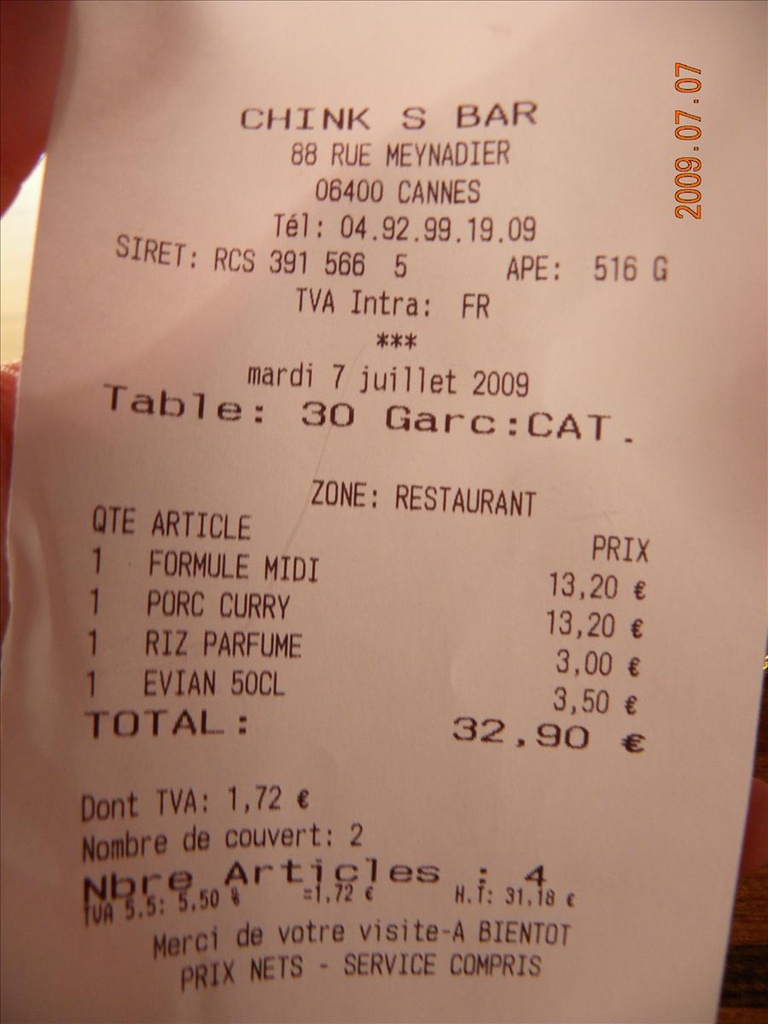 CHINK S BAR
88 RUE MEYNADIER
06400 CANNES
Tél: 04.92.99.19.09
SIRET: RCS 391 566 5 APE: 516 G
TVA Intra: FR
***
mardi 7 juillet 2009
Table: 30 Garc:CAT.
ZONE: RESTAURANT
QTE ARTICLE PRIX
1 FORMULE MIDI 13,20 €
1 PORC CURRY 13,20 €
1 RIZ PARFUME 3,00 €
1 EVIAN 50CL 3,50 €
TOTAL: 32,90 €
Dont TVA: 1,72 €
Nombre de couvert: 2
Nbre Articles : 4
TVA 5.5: 5.50 % =1.72 € H.T: 31.18 €
Merci de votre visite-A BIENTOT
PRIX NETS - SERVICE COMPRIS
2009.07.07